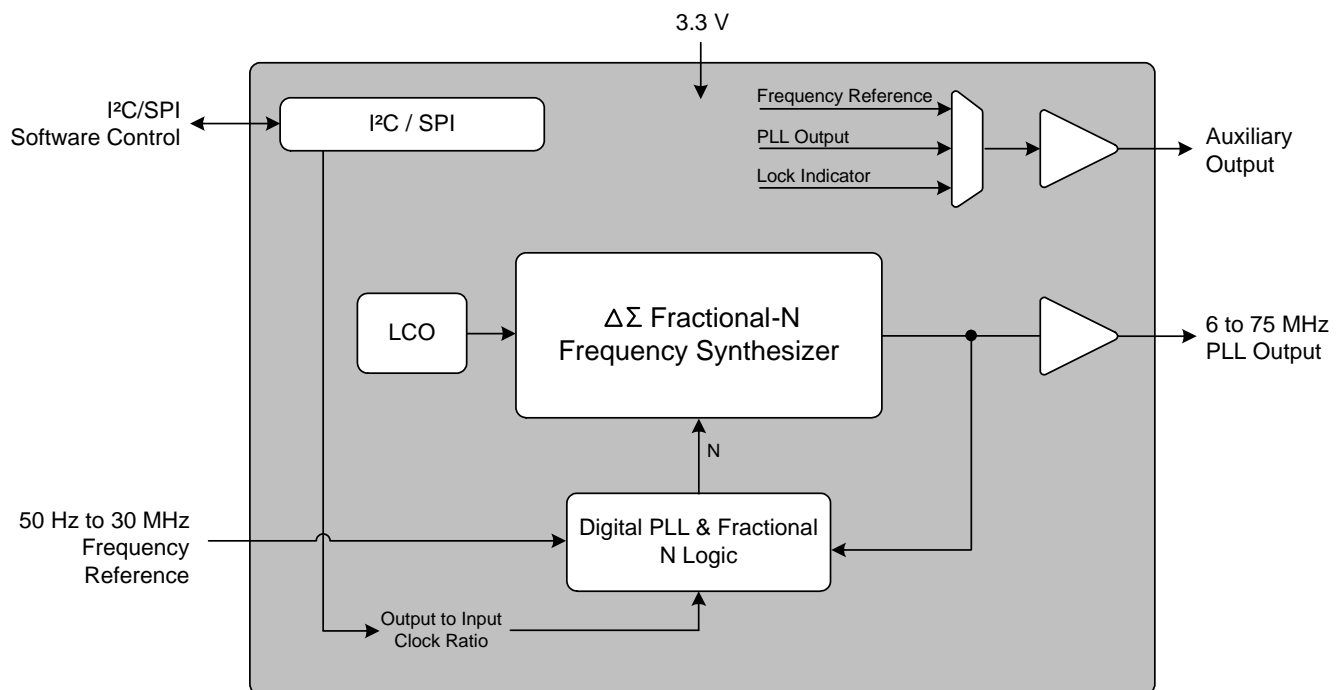 3.3 V
I²C/SPI
Software Control
I²C / SPI
Frequency Reference
PLL Output
Lock Indicator
Auxiliary
Output
LCO
ΔΣ Fractional-N
Frequency Synthesizer
6 to 75 MHz
PLL Output
N
50 Hz to 30 MHz
Frequency
Reference
Digital PLL & Fractional
N Logic
Output to Input
Clock Ratio